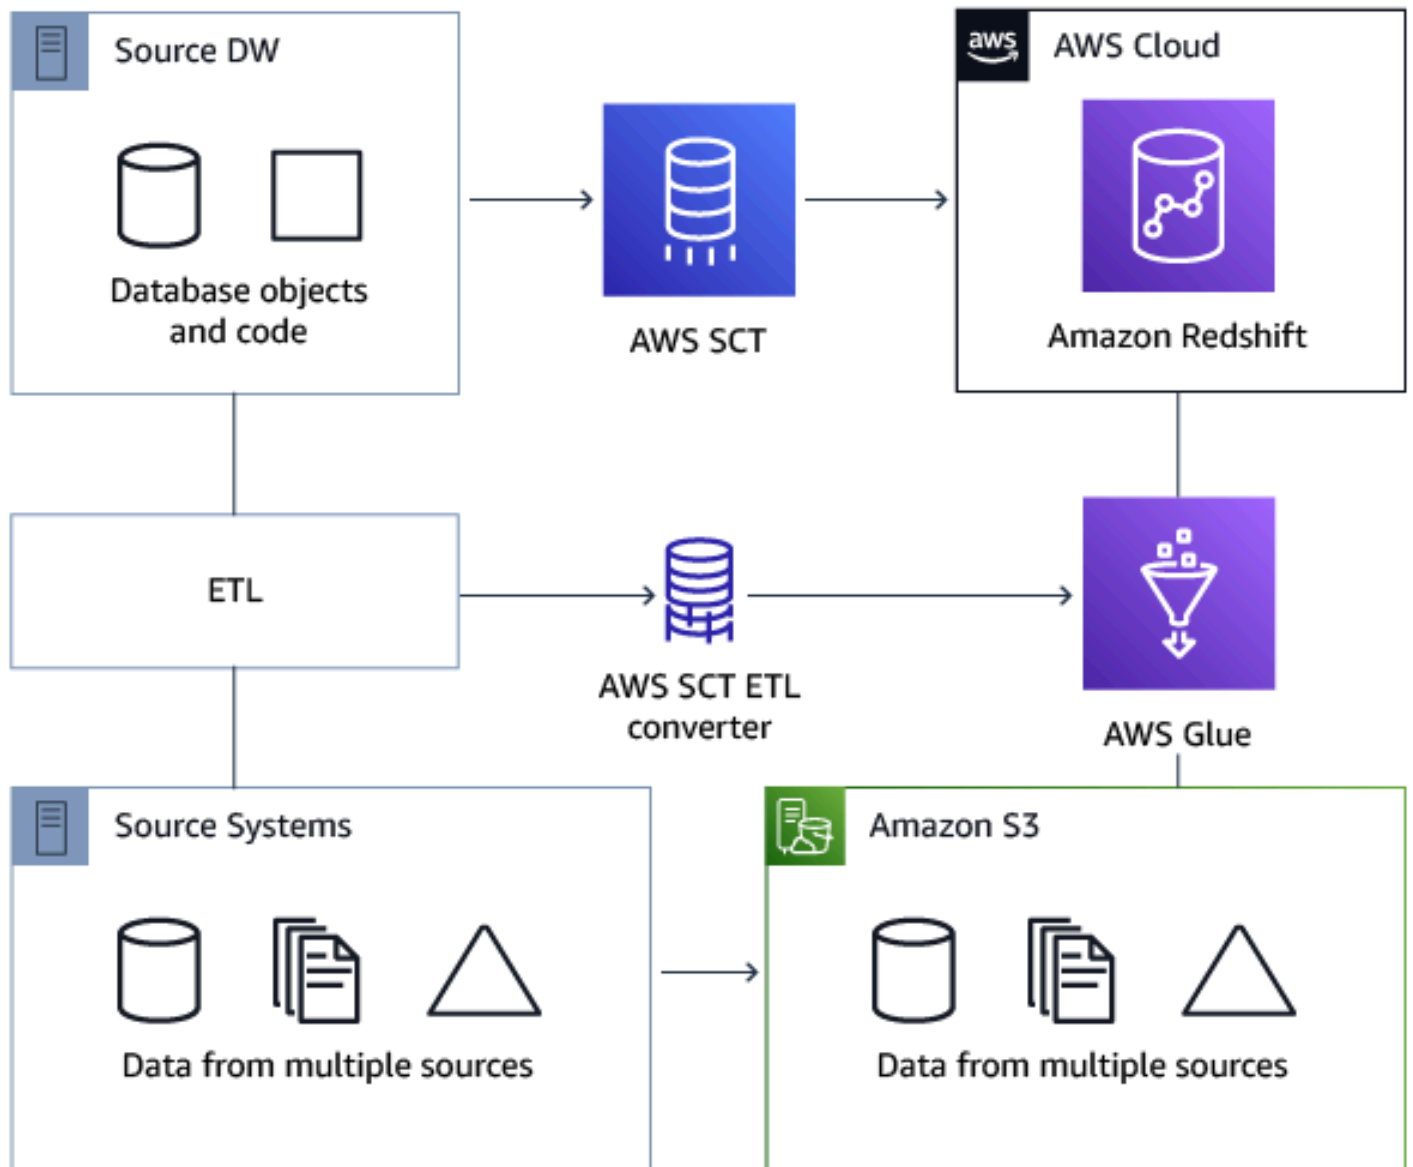 Source DW
aws
AWS Cloud
Database objects
and code
AWS SCT
Amazon Redshift
ETL
AWS SCT ETL
converter
AWS Glue
Source Systems
Amazon S3
Data from multiple sources
Data from multiple sources